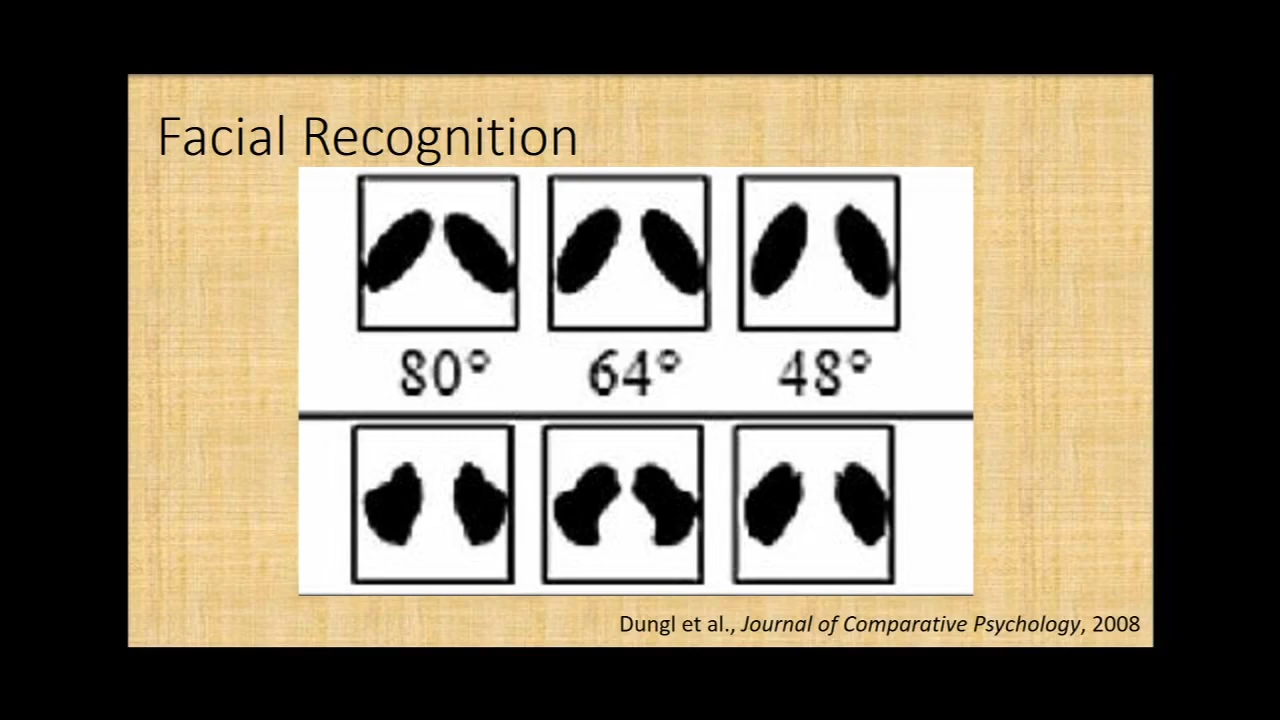 Facial Recognition
80° 64° 48°
Dungl et al., Journal of Comparative Psychology, 2008